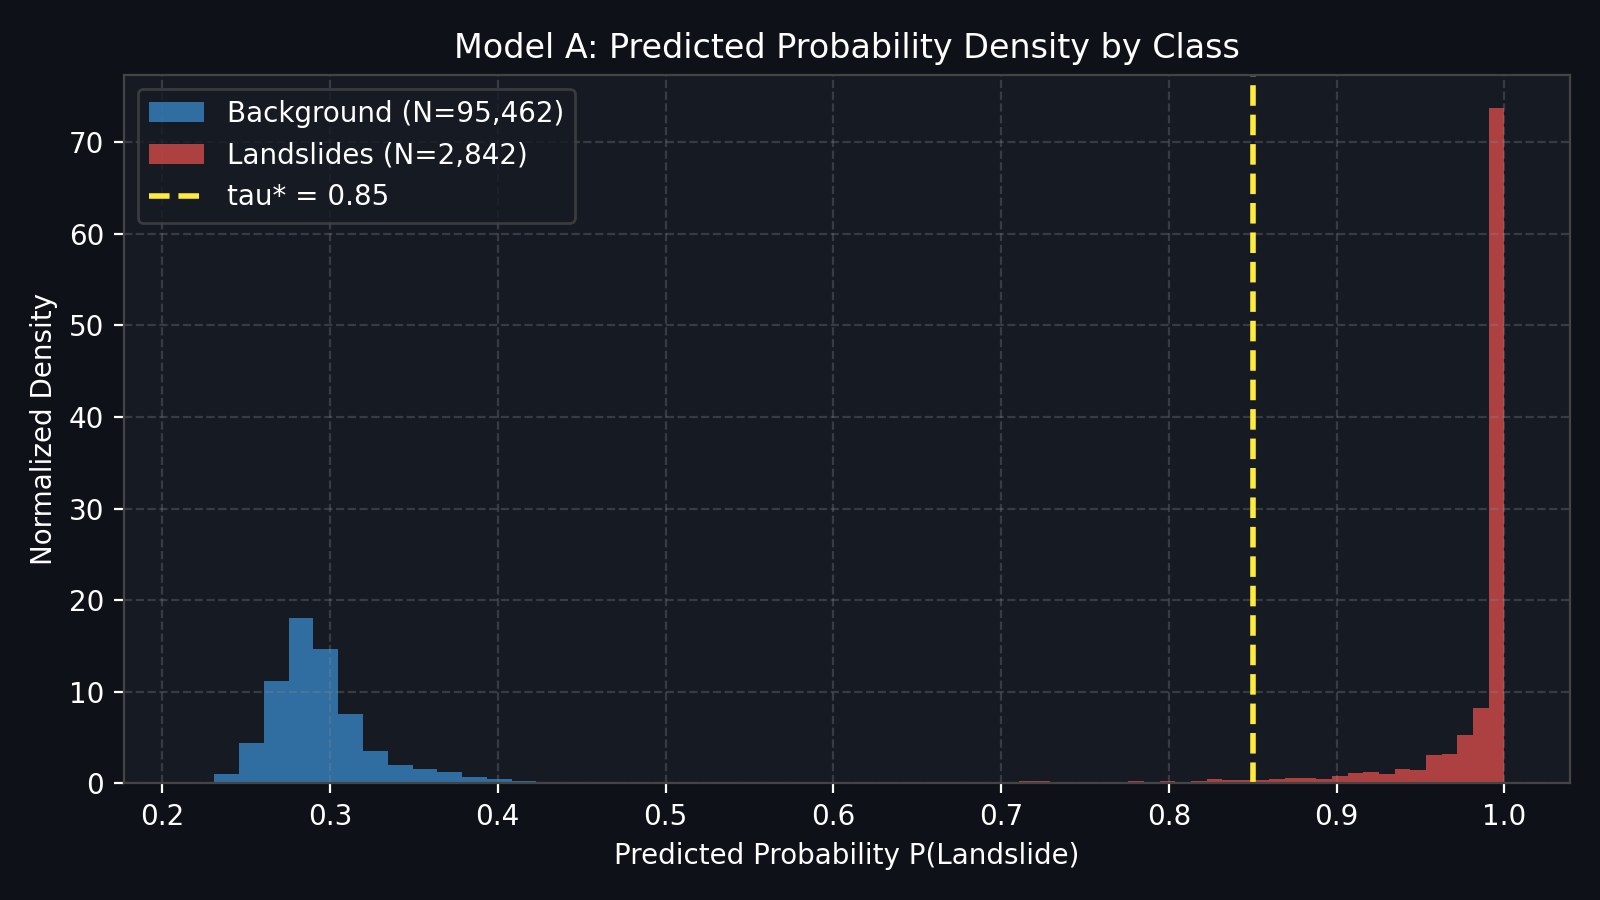 Model A: Predicted Probability Density by Class
Background (N=95,462)
Landslides (N=2,842)
tau* = 0.85
Normalized Density
70
60
50
40
30
20
10
0
0.2 0.3 0.4 0.5 0.6 0.7 0.8 0.9 1.0
Predicted Probability P(Landslide)